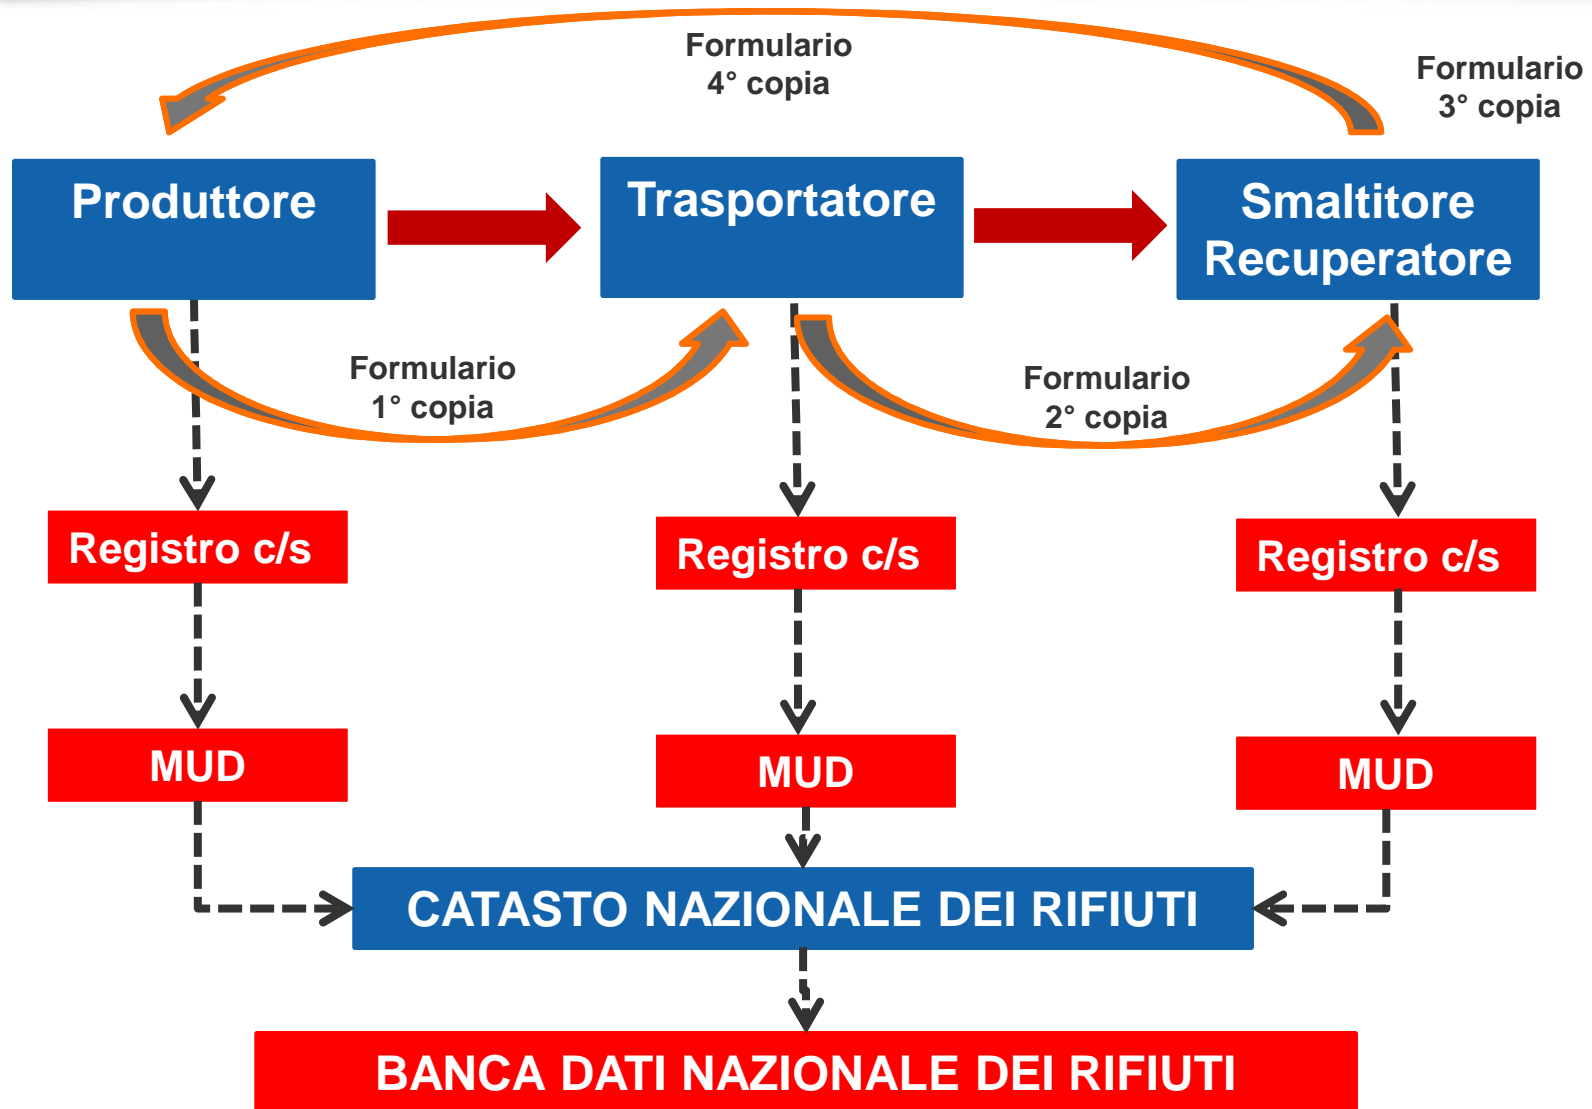 Formulario
4° copia
Formulario
3° copia
Produttore
Trasportatore
Smaltitore
Recuperatore
Formulario
1° copia
Formulario
2° copia
Registro c/s
Registro c/s
Registro c/s
MUD
MUD
MUD
CATASTO NAZIONALE DEI RIFIUTI
BANCA DATI NAZIONALE DEI RIFIUTI